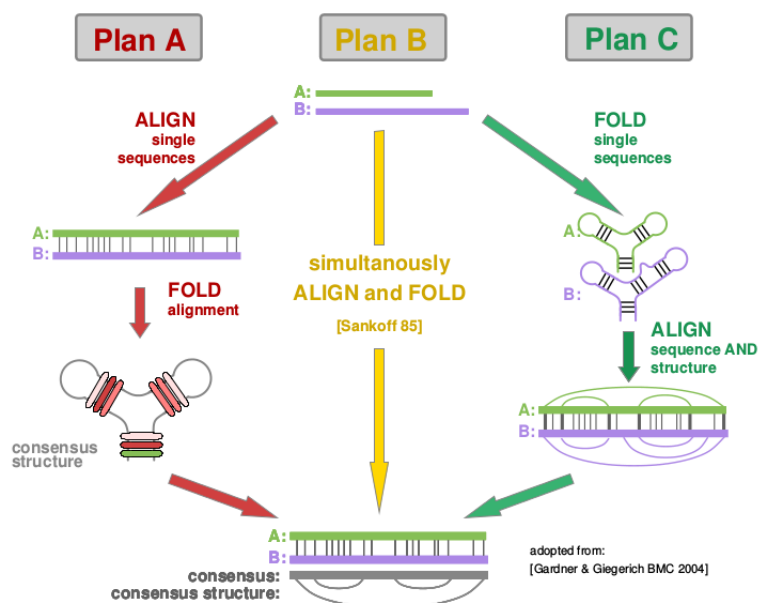 Plan A
Plan B
Plan C
A:
B:
ALIGN
single
sequences
FOLD
single
sequences
A:
B:
FOLD
alignment
consensus
structure
simultanously
ALIGN and FOLD
[Sankoff 85]
A:
B:
ALIGN
sequence AND
structure
A:
B:
A:
B:
consensus:
consensus structure:
adopted from:
[Gardner & Giegerich BMC 2004]